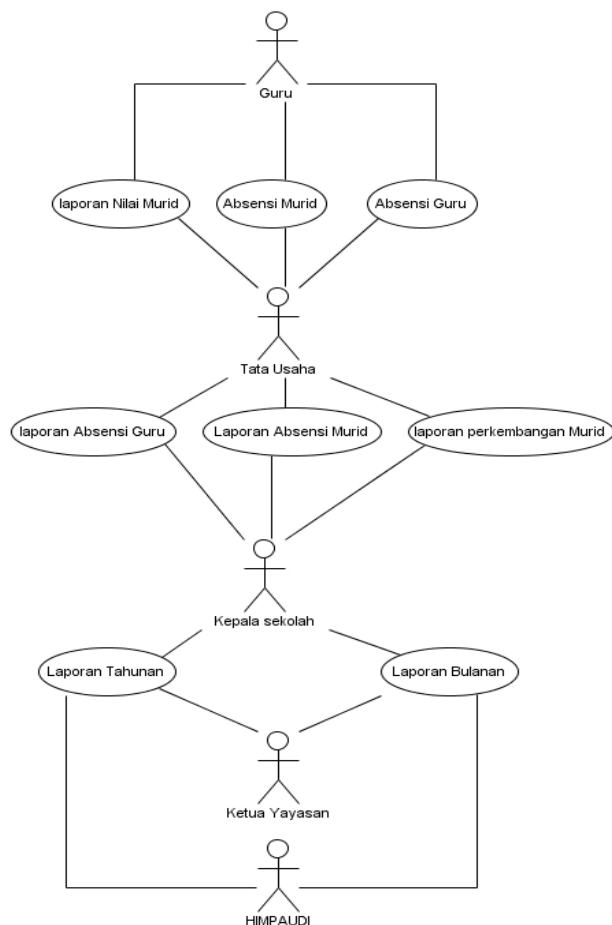 Guru
laporan Nilai Murid
Absensi Murid
Absensi Guru
Tata Usaha
laporan Absensi Guru
Laporan Absensi Murid
laporan perkembangan Murid
Kepala sekolah
Laporan Tahunan
Laporan Bulanan
Ketua Yayasan
HIMPAUDI